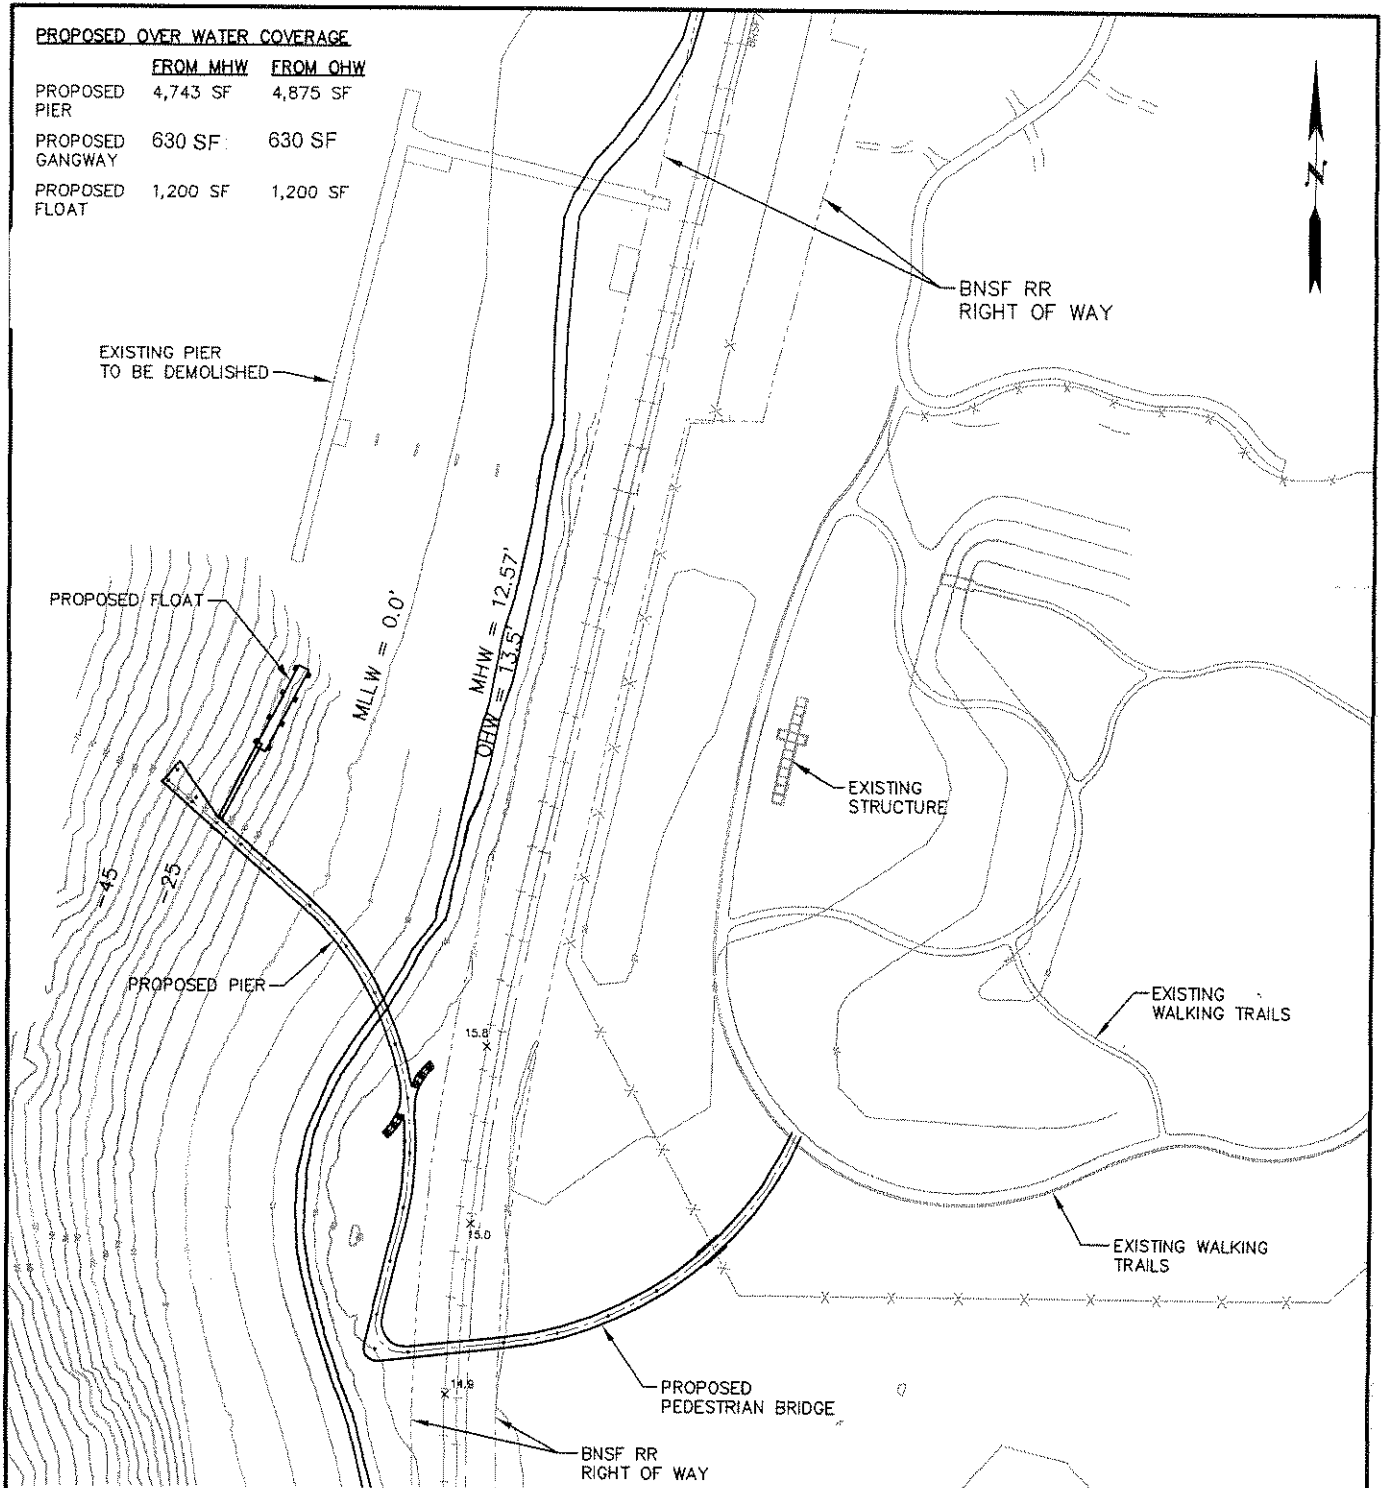 PROPOSED OVER WATER COVERAGE
FROM MHW FROM OHW
PROPOSED PIER 4,743 SF 4,875 SF
PROPOSED GANGWAY 630 SF 630 SF
PROPOSED FLOAT 1,200 SF 1,200 SF
N
BNSF RR
RIGHT OF WAY
EXISTING PIER
TO BE DEMOLISHED
PROPOSED FLOAT
MLLW = 0.0'
MHW = 12.57'
OHW = 13.5'
EXISTING
STRUCTURE
-45
-25
PROPOSED PIER
15.8
EXISTING
WALKING TRAILS
15.0
EXISTING WALKING
TRAILS
14.9
PROPOSED
PEDESTRIAN BRIDGE
BNSF RR
RIGHT OF WAY